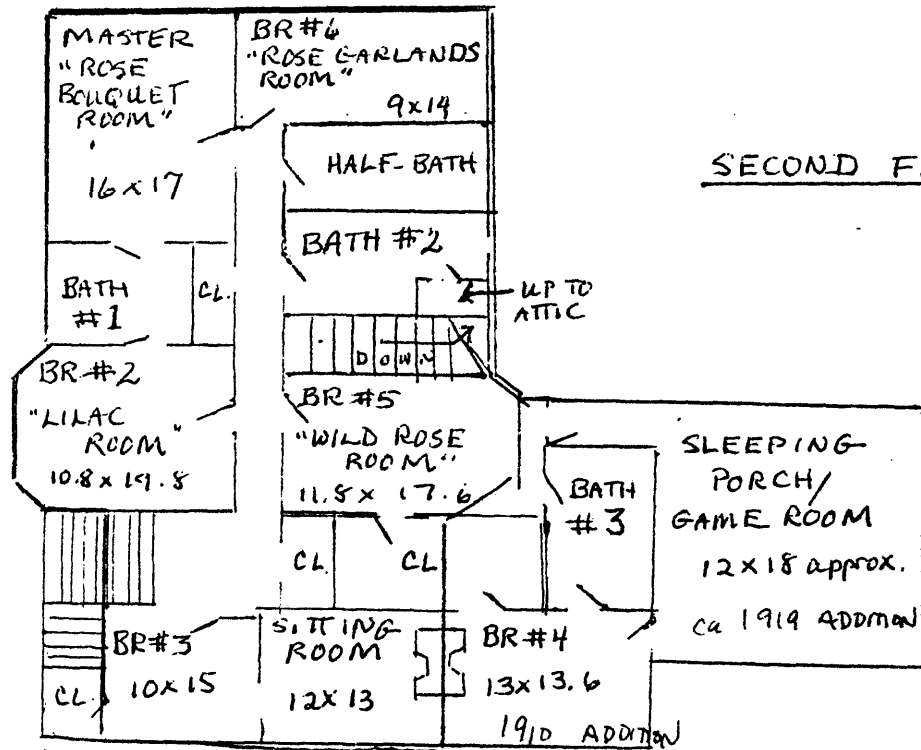 MASTER
"ROSE
BOUQUET
ROOM"
16 x 17
BR #6
"ROSE GARLANDS
ROOM"
9 x 14
HALF-BATH
SECOND F
BATH #2
UP TO
ATTIC
BATH
#1
CL.
DOWN
BR #2
"LILAC
ROOM"
10.8 x 19.8
BR #5
"WILD ROSE
ROOM"
11.8 x 17.6
BATH
#3
SLEEPING
PORCH/
GAME ROOM
12 x 18 approx.
ca 1919 ADDITION
CL
CL
BR #3
10 x 15
CL.
SITTING
ROOM
12 x 13
BR #4
13 x 13.6
1910 ADDITION